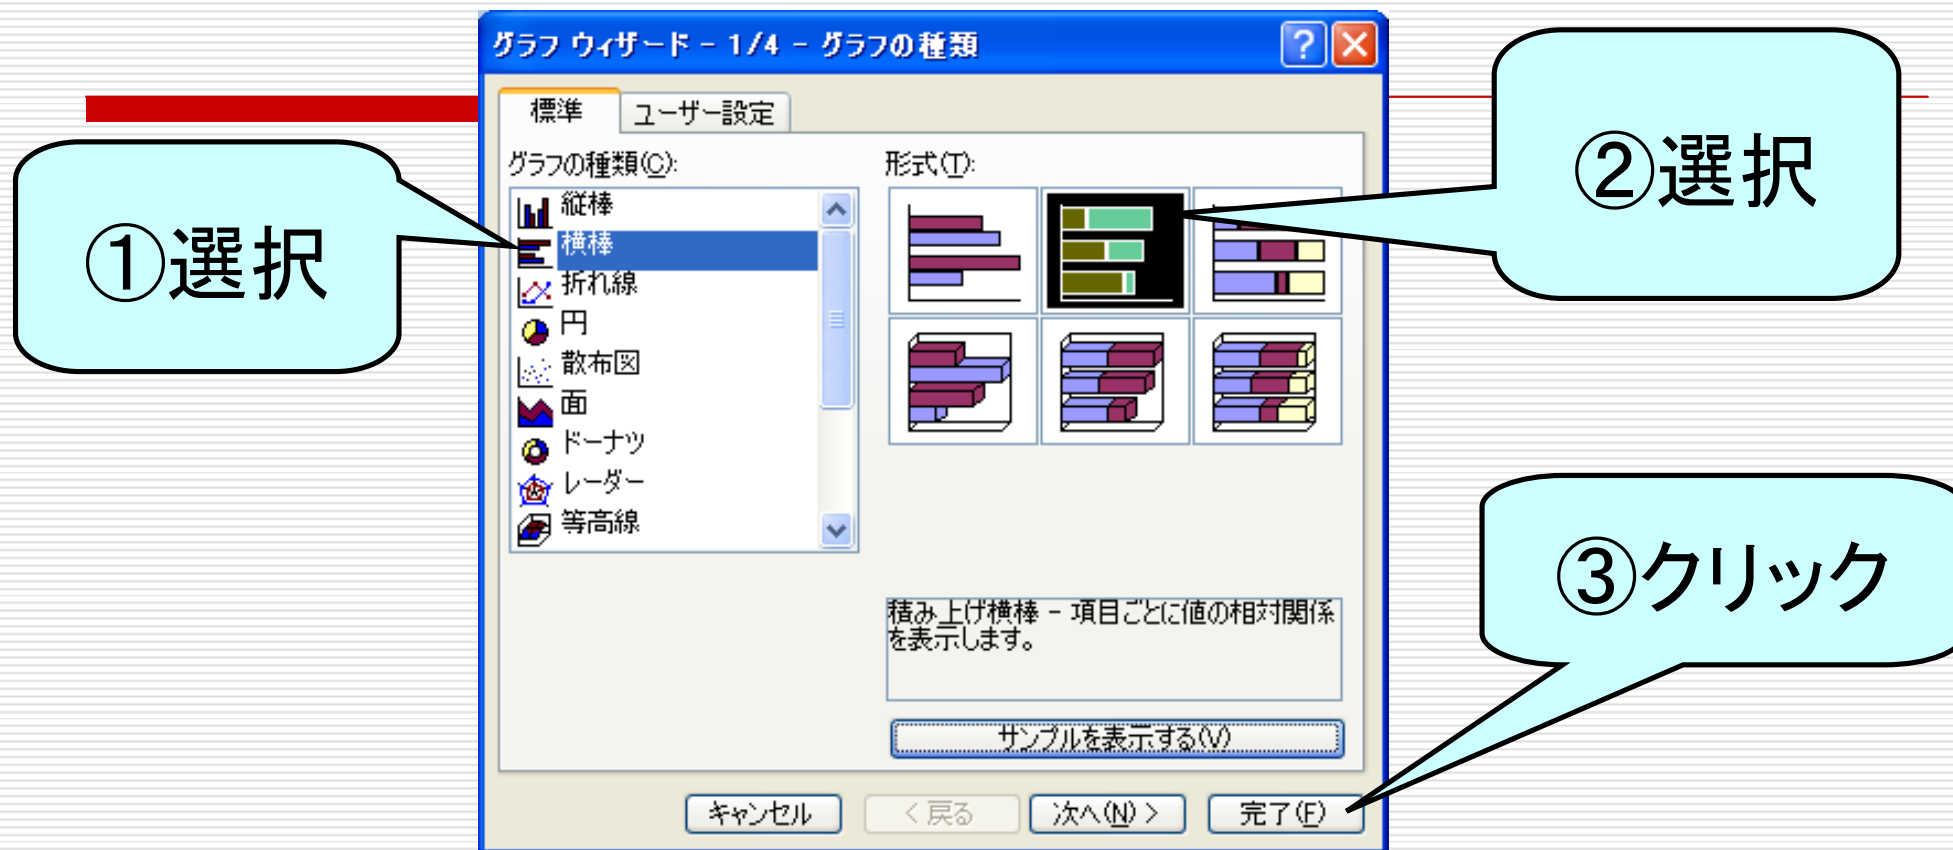 グラフ ウィザード - 1/4 - グラフの種類
標準
ユーザー設定
グラフの種類(C):
縦棒
横棒
折れ線
円
散布図
面
ドーナツ
レーダー
等高線
形式(T):
積み上げ横棒 - 項目ごとに値の相対関係
を表示します。
サンプルを表示する(V)
キャンセル
< 戻る
次へ(N) >
完了(F)
①選択
②選択
③クリック